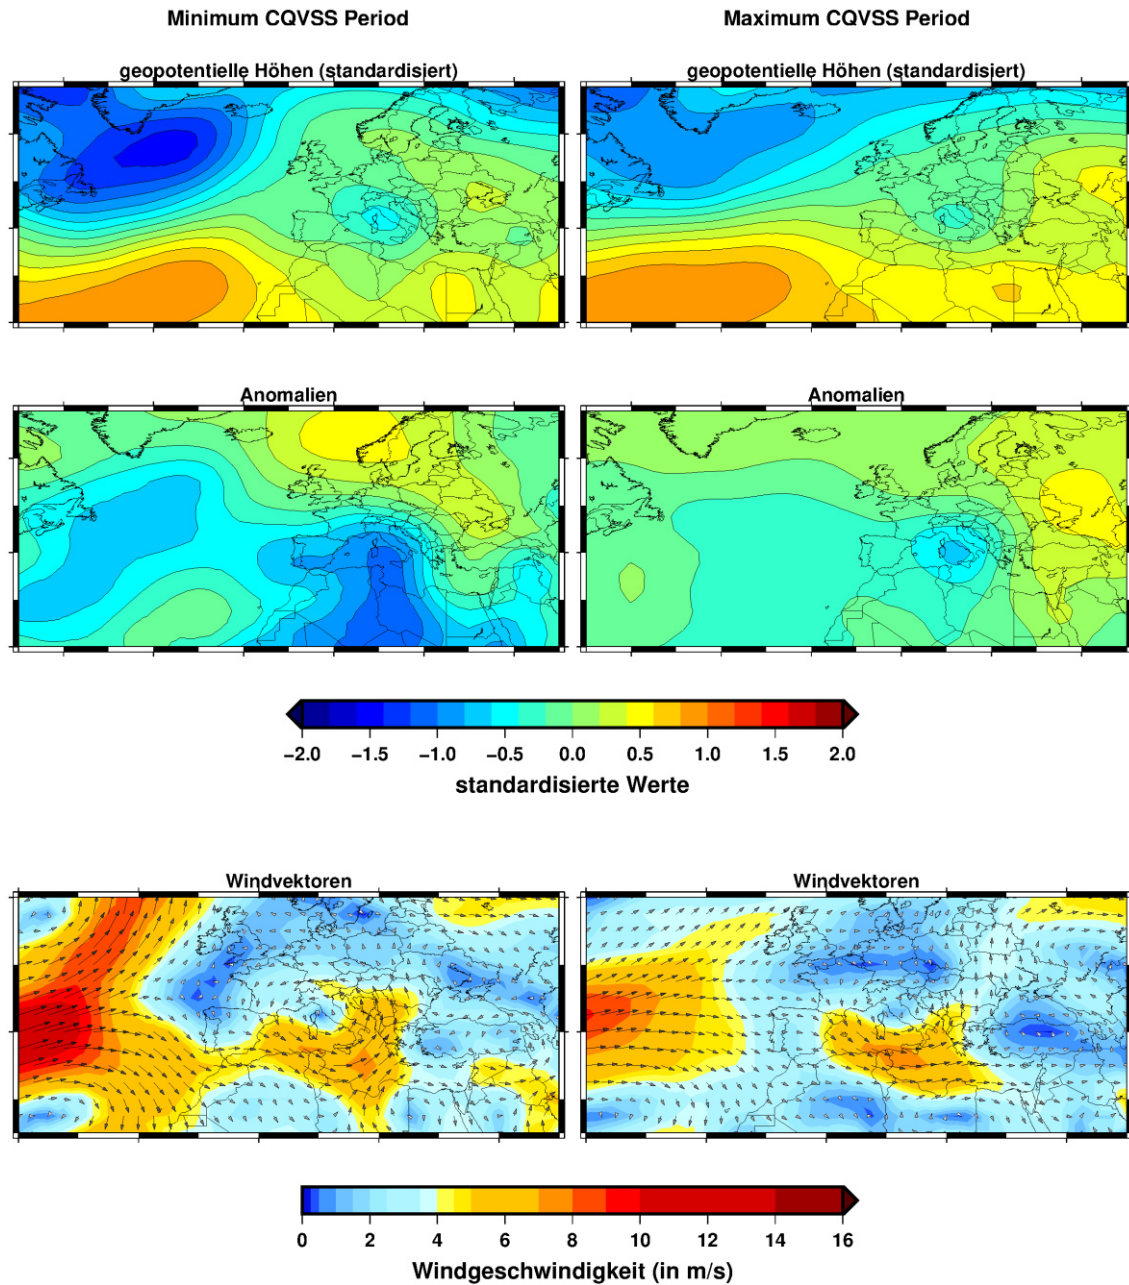 Minimum CQVSS Period
Maximum CQVSS Period
geopotentielle Höhen (standardisiert)
geopotentielle Höhen (standardisiert)
Anomalien
Anomalien
−2.0 −1.5 −1.0 −0.5 0.0 0.5 1.0 1.5 2.0
standardisierte Werte
Windvektoren
Windvektoren
0 2 4 6 8 10 12 14 16
Windgeschwindigkeit (in m/s)